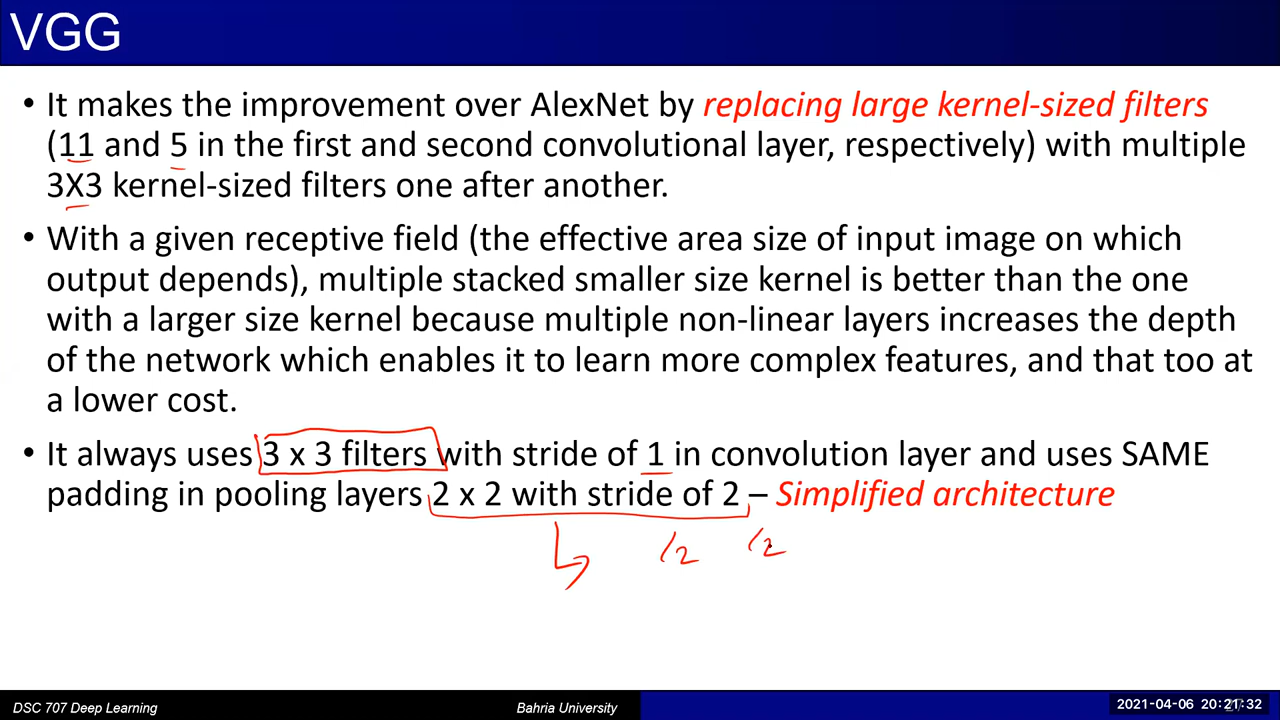 VGG
• It makes the improvement over AlexNet by replacing large kernel-sized filters
(11 and 5 in the first and second convolutional layer, respectively) with multiple
3X3 kernel-sized filters one after another.
• With a given receptive field (the effective area size of input image on which
output depends), multiple stacked smaller size kernel is better than the one
with a larger size kernel because multiple non-linear layers increases the depth
of the network which enables it to learn more complex features, and that too at
a lower cost.
• It always uses 3 x 3 filters with stride of 1 in convolution layer and uses SAME
padding in pooling layers 2 x 2 with stride of 2 – Simplified architecture
/2 /2
DSC 707 Deep Learning
Bahria University
2021-04-06 20:21:32